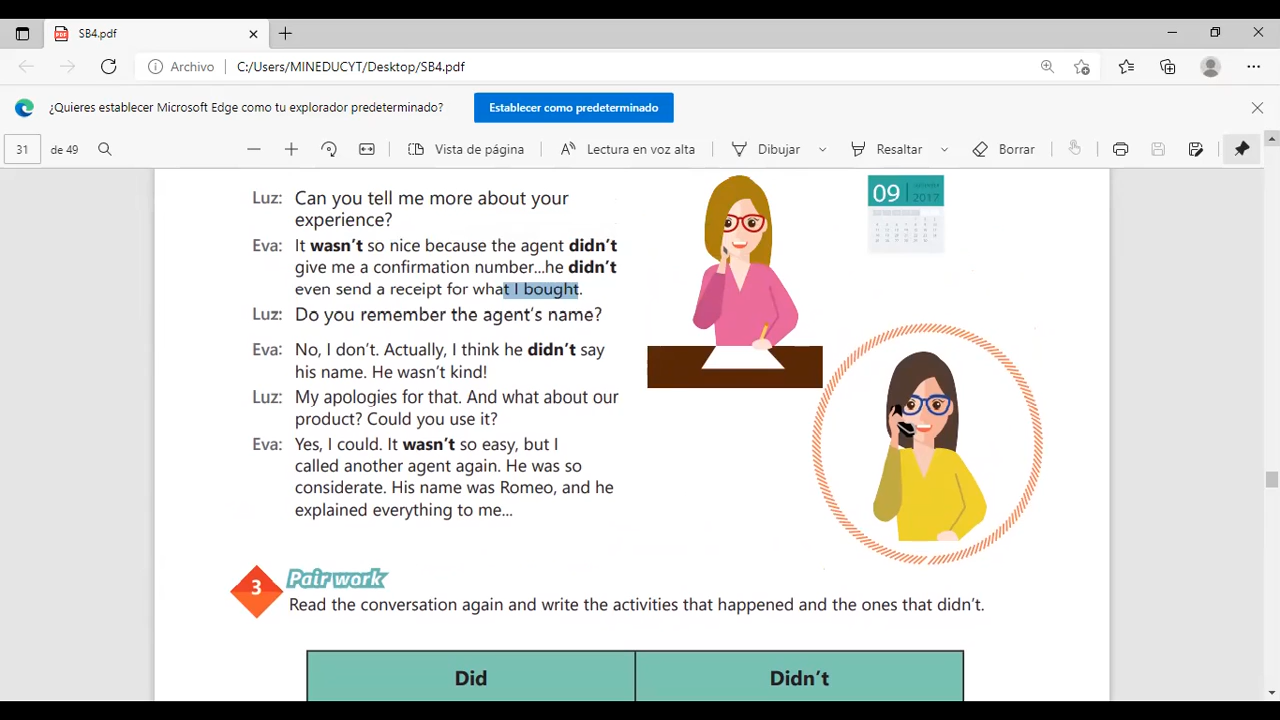 SB4.pdf
Archivo C:/Users/MINEDUCYT/Desktop/SB4.pdf
¿Quieres establecer Microsoft Edge como tu explorador predeterminado? Establecer como predeterminado
31 de 49 Vista de página Lectura en voz alta Dibujar Resaltar Borrar
Luz: Can you tell me more about your
experience?
Eva: It wasn't so nice because the agent didn't
give me a confirmation number...he didn't
even send a receipt for what I bought.
Luz: Do you remember the agent's name?
Eva: No, I don't. Actually, I think he didn't say
his name. He wasn't kind!
Luz: My apologies for that. And what about our
product? Could you use it?
Eva: Yes, I could. It wasn't so easy, but I
called another agent again. He was so
considerate. His name was Romeo, and he
explained everything to me...
09
2017
3 Pair work
Read the conversation again and write the activities that happened and the ones that didn't.
Did Didn't